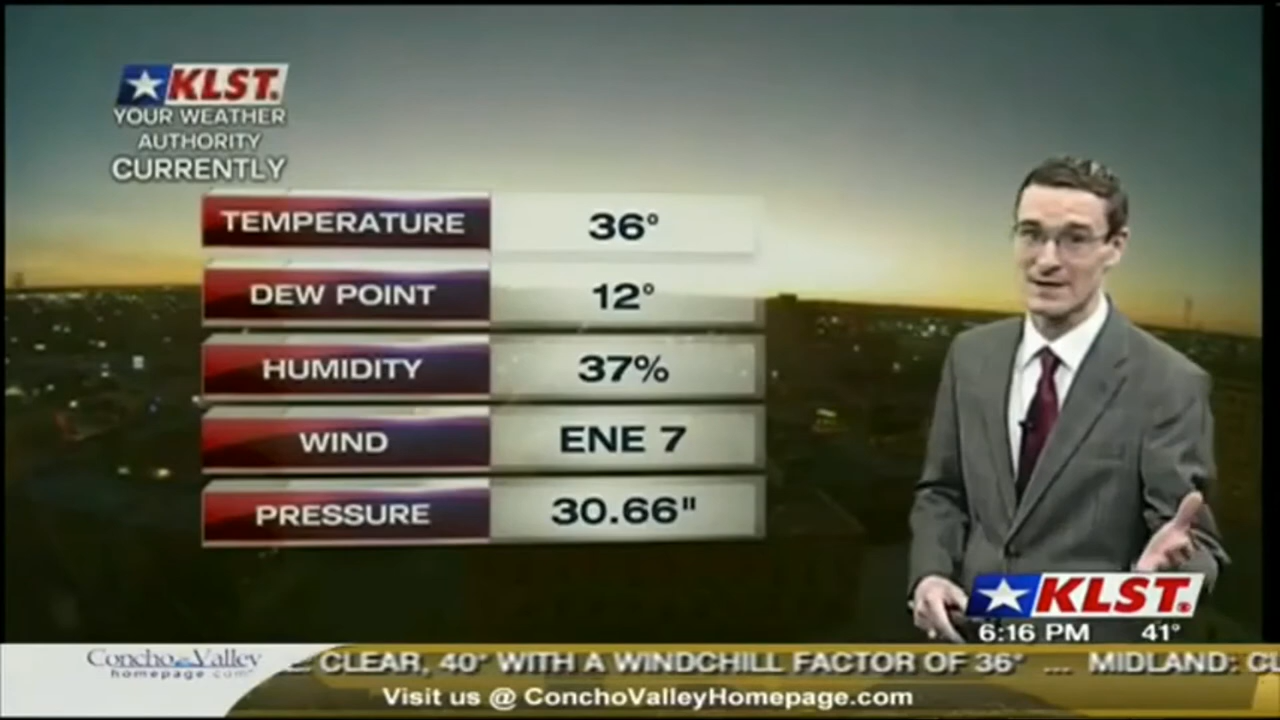 KLST.
YOUR WEATHER
AUTHORITY
CURRENTLY
TEMPERATURE 36°
DEW POINT 12°
HUMIDITY 37%
WIND ENE 7
PRESSURE 30.66"
KLST.
6:16 PM 41°
Concho Valley
homepage.com
CLEAR, 40° WITH A WINDCHILL FACTOR OF 36° ... MIDLAND:
Visit us @ ConchoValleyHomepage.com